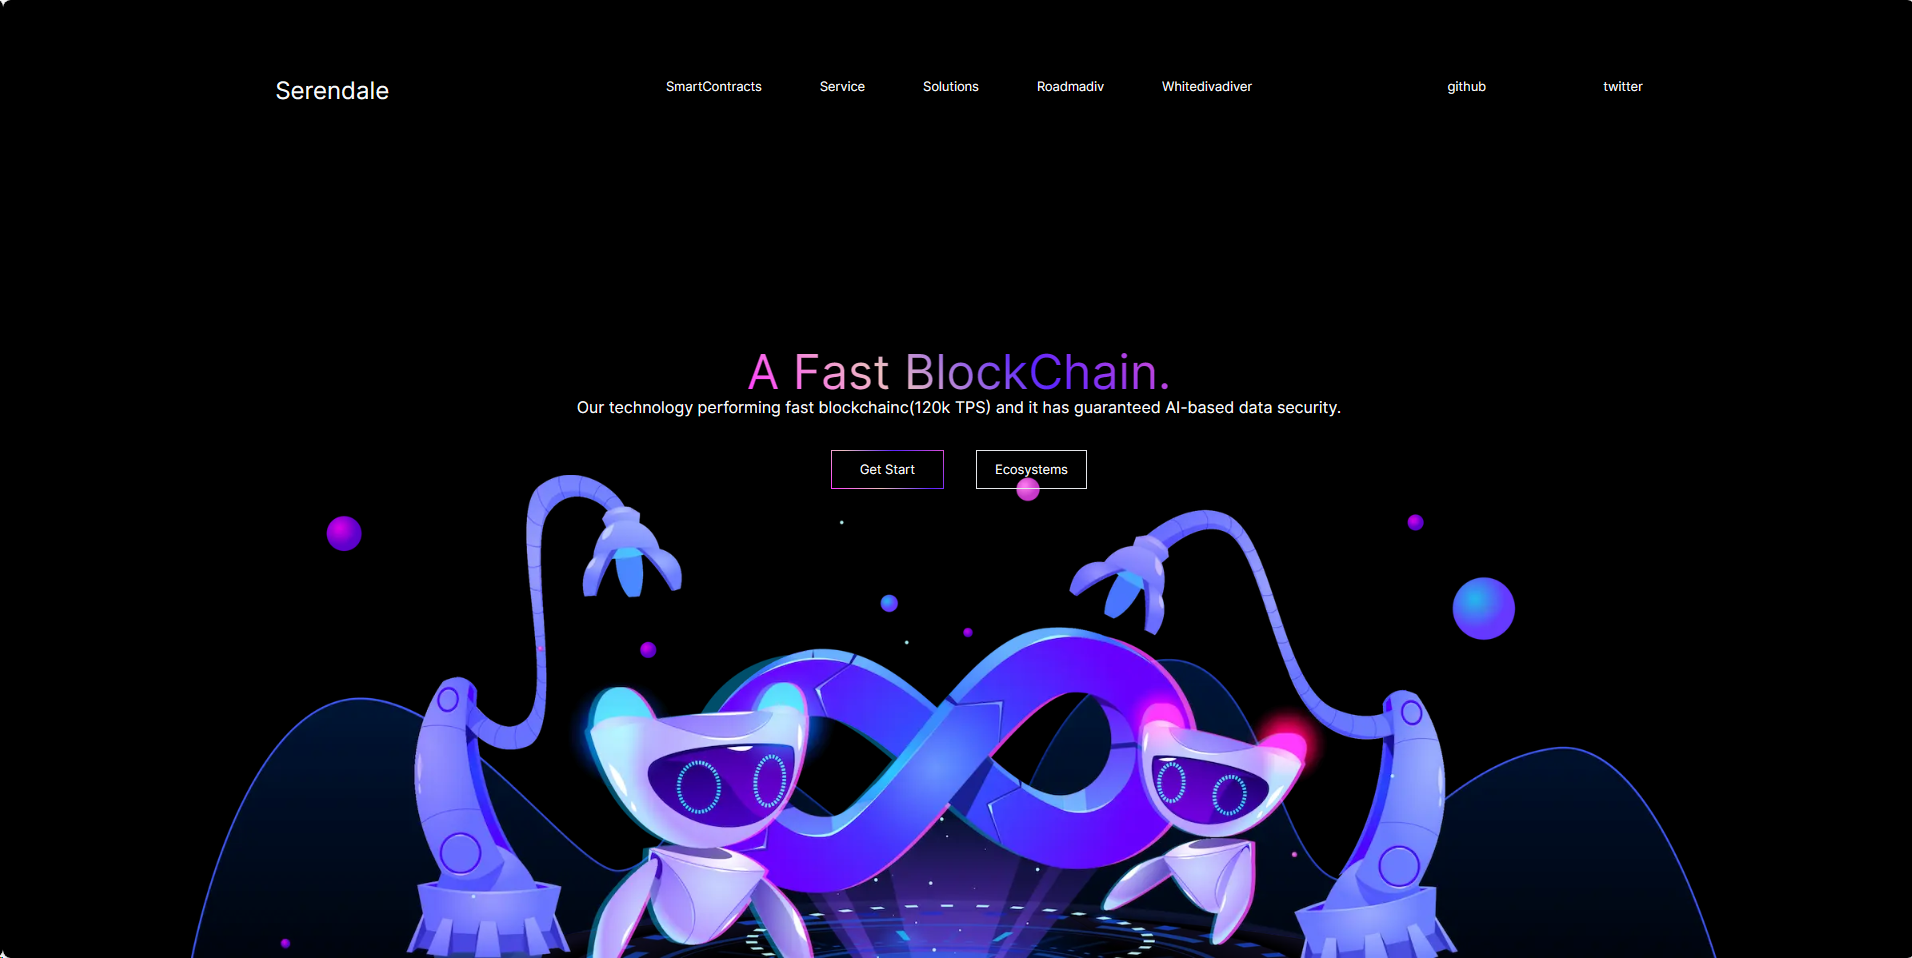 Serendale
SmartContracts
Service
Solutions
Roadmadiv
Whitedivadiver
github
twitter
A Fast BlockChain.
Our technology performing fast blockchainc(120k TPS) and it has guaranteed AI-based data security.
Get Start
Ecosystems